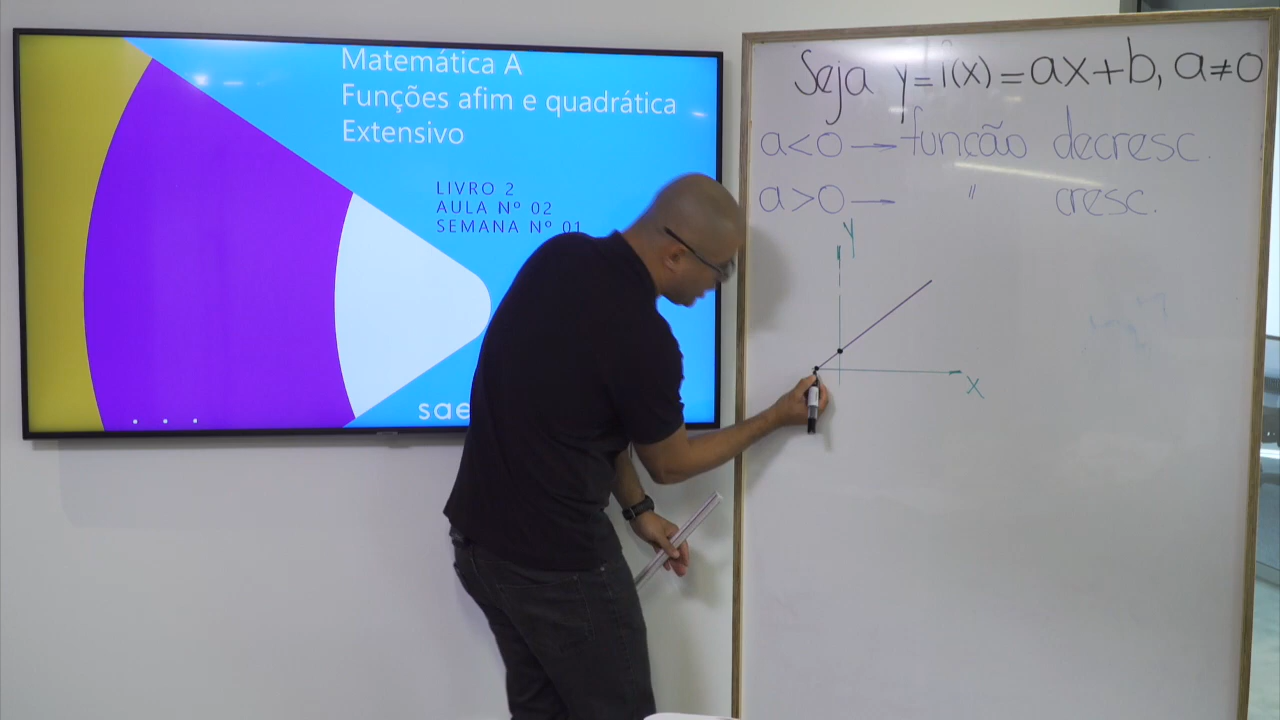 Matemática A
Funções afim e quadrática
Extensivo
LIVRO 2
AULA Nº 02
SEMANA Nº 01
sae
Seja y=f(x)=ax+b, a≠0
a<0→função decresc.
a>0→ " cresc.
y
x